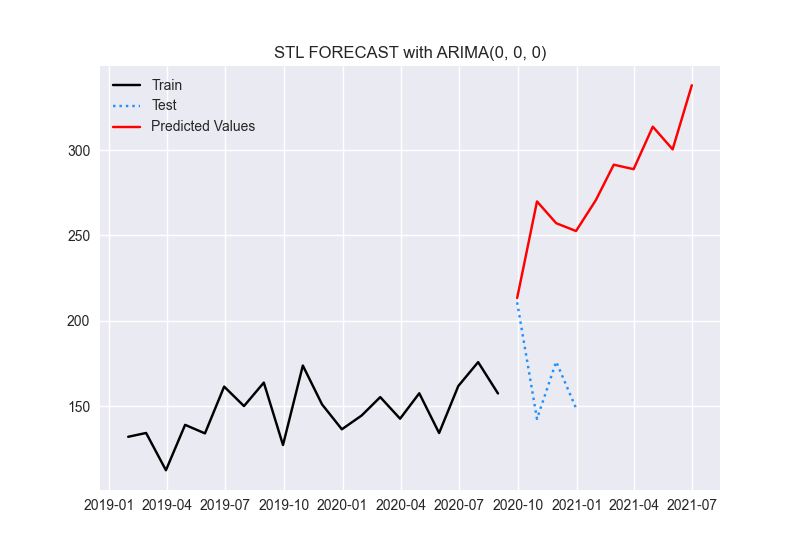 STL FORECAST with ARIMA(0, 0, 0)
Train
Test
Predicted Values
300
250
200
150
2019-01 2019-04 2019-07 2019-10 2020-01 2020-04 2020-07 2020-10 2021-01 2021-04 2021-07